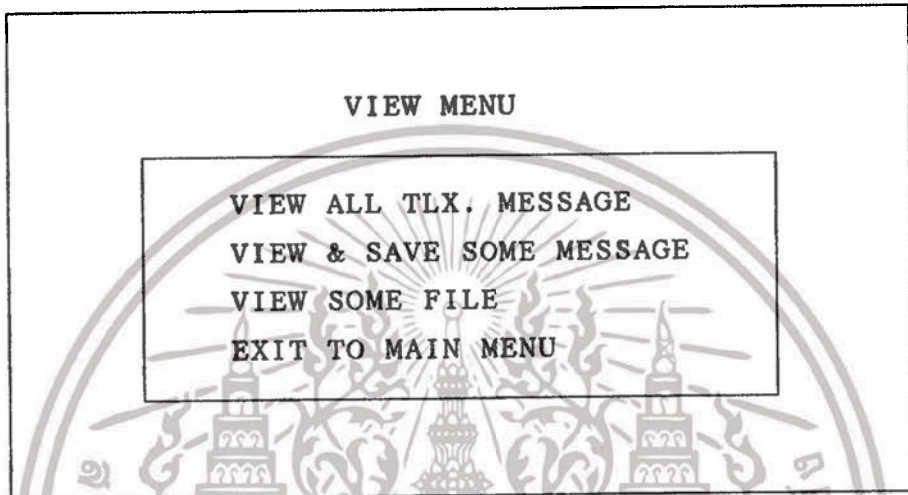 VIEW MENU
VIEW ALL TLX. MESSAGE
VIEW & SAVE SOME MESSAGE
VIEW SOME FILE
EXIT TO MAIN MENU